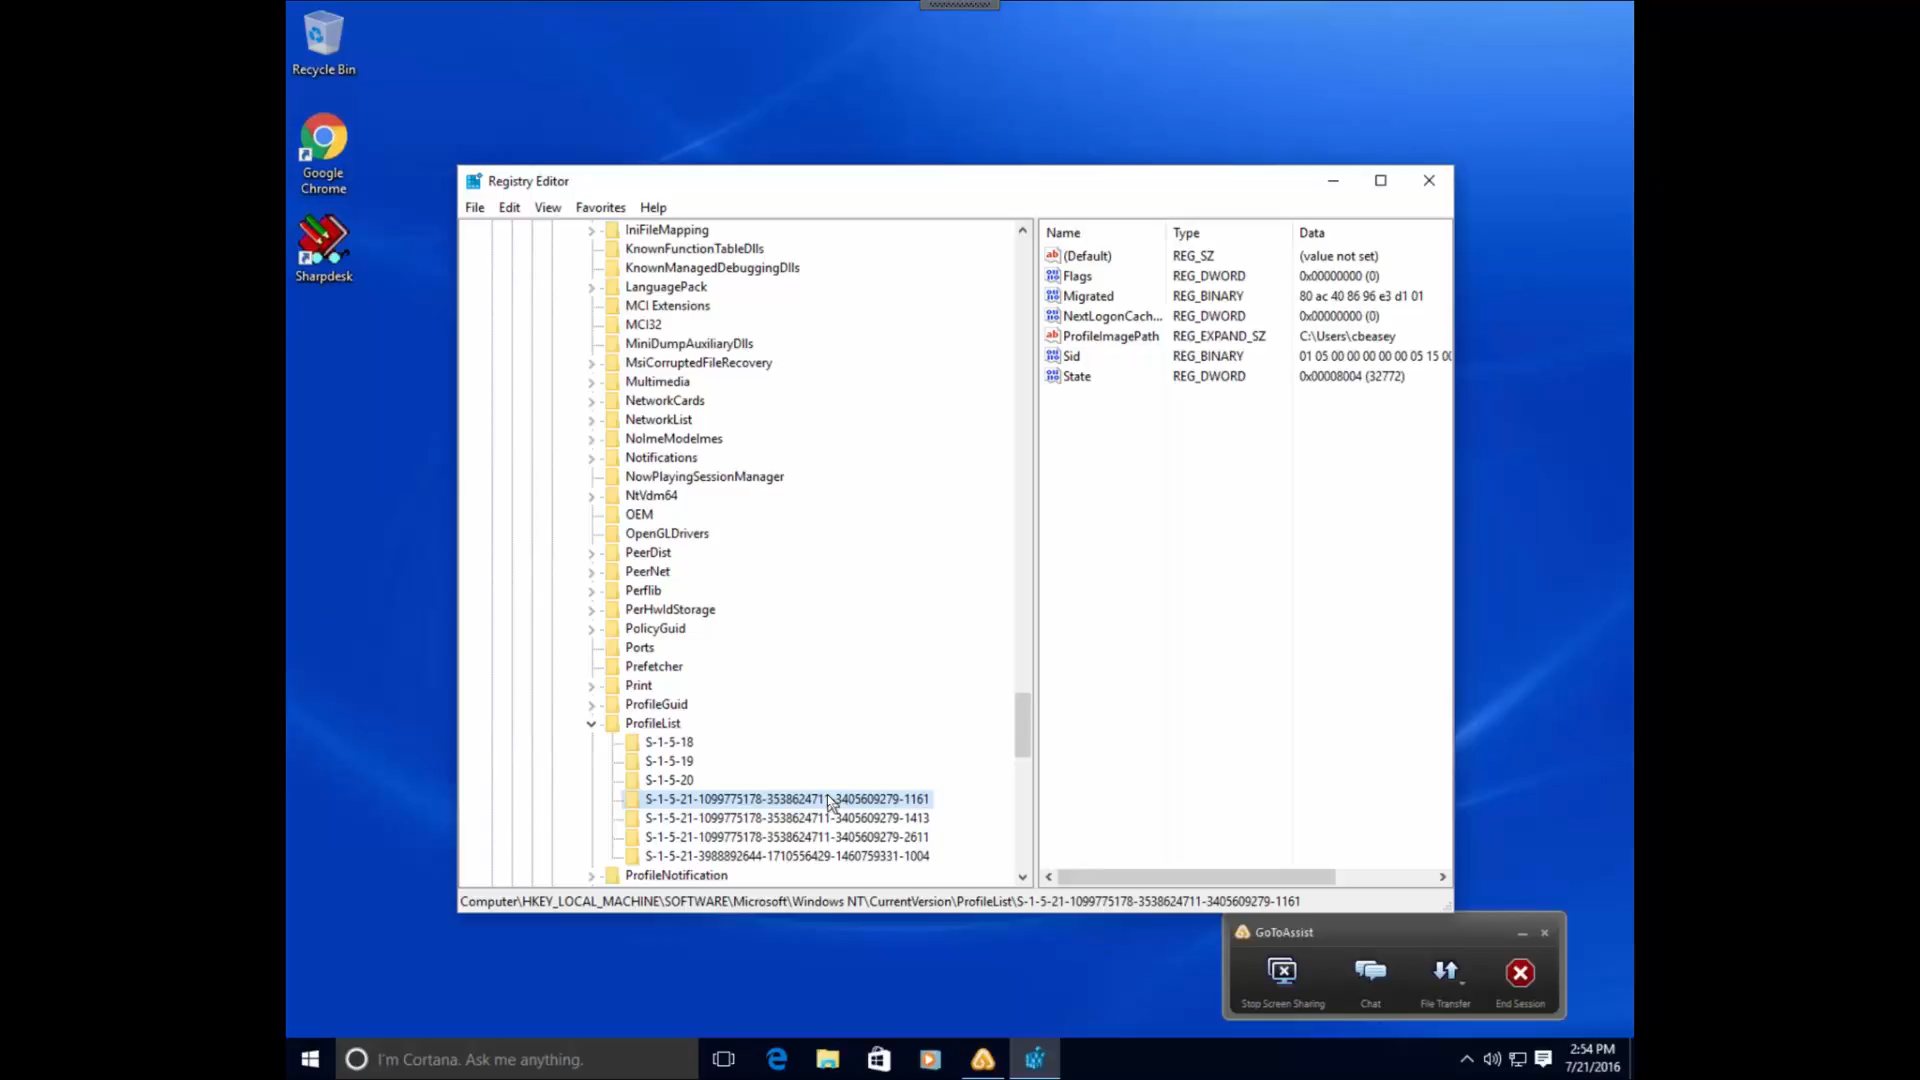 Recycle Bin
Google
Chrome
Sharpdesk
Registry Editor
File Edit View Favorites Help
IniFileMapping
KnownFunctionTableDlls
KnownManagedDebuggingDlls
LanguagePack
MCI Extensions
MCI32
MiniDumpAuxiliaryDlls
MsiCorruptedFileRecovery
Multimedia
NetworkCards
NetworkList
NoImeModeImes
Notifications
NowPlayingSessionManager
NtVdm64
OEM
OpenGLDrivers
PeerDist
PeerNet
Perflib
PerHwIdStorage
PolicyGuid
Ports
Prefetcher
Print
ProfileGuid
ProfileList
S-1-5-18
S-1-5-19
S-1-5-20
S-1-5-21-1099775178-3538624711-3405609279-1161
S-1-5-21-1099775178-3538624711-3405609279-1413
S-1-5-21-1099775178-3538624711-3405609279-2611
S-1-5-21-3988892644-1710556429-1460759331-1004
ProfileNotification
Name Type Data
(Default) REG_SZ (value not set)
Flags REG_DWORD 0x00000000 (0)
Migrated REG_BINARY 80 ac 40 86 96 e3 d1 01
NextLogonCach... REG_DWORD 0x00000000 (0)
ProfileImagePath REG_EXPAND_SZ C:\Users\cbeasey
Sid REG_BINARY 01 05 00 00 00 00 00 05 15 00
State REG_DWORD 0x00008004 (32772)
Computer\HKEY_LOCAL_MACHINE\SOFTWARE\Microsoft\Windows NT\CurrentVersion\ProfileList\S-1-5-21-1099775178-3538624711-3405609279-1161
GoToAssist
Stop Screen Sharing Chat File Transfer End Session
I'm Cortana. Ask me anything.
2:54 PM
7/21/2016